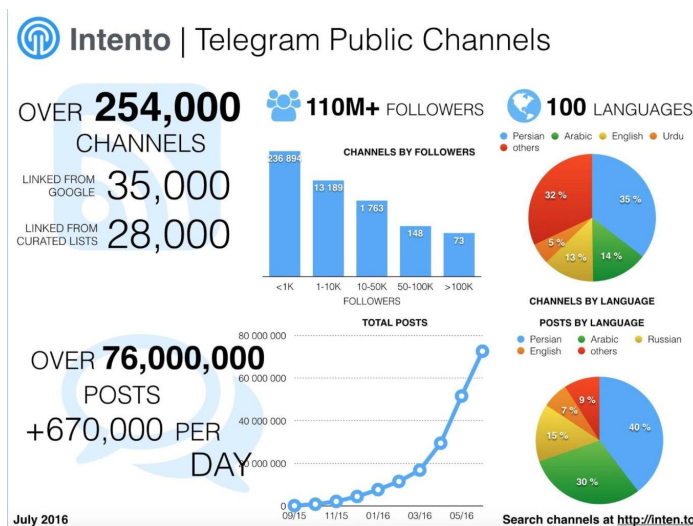 Intento | Telegram Public Channels
OVER 254,000
CHANNELS
LINKED FROM
GOOGLE 35,000
LINKED FROM
CURATED LISTS 28,000
110M+ FOLLOWERS
CHANNELS BY FOLLOWERS
236 894
13 189
1 763
148
73
<1K 1-10K 10-50K 50-100K >100K
FOLLOWERS
100 LANGUAGES
Persian Arabic English Urdu
others
32 %
35 %
5 %
13 %
14 %
CHANNELS BY LANGUAGE
OVER 76,000,000
POSTS
+670,000 PER
DAY
TOTAL POSTS
80 000 000
60 000 000
40 000 000
20 000 000
0
09/15 11/15 01/16 03/16 05/16
POSTS BY LANGUAGE
Persian Arabic Russian
English others
9 %
7 %
40 %
15 %
30 %
July 2016
Search channels at http://inten.to